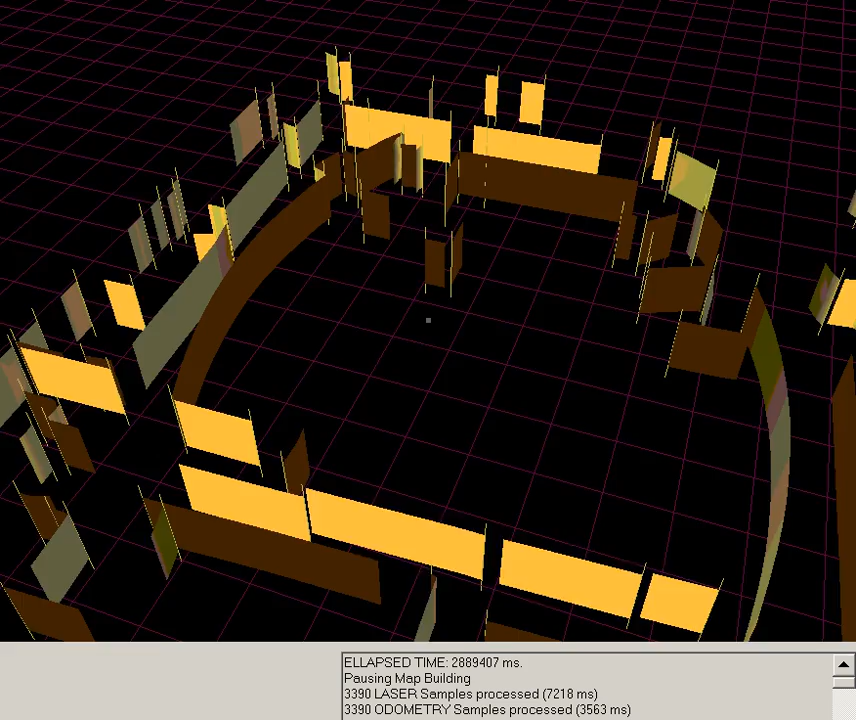 ELLAPSED TIME: 2889407 ms.
Pausing Map Building
3390 LASER Samples processed (7218 ms)
3390 ODOMETRY Samples processed (3563 ms)